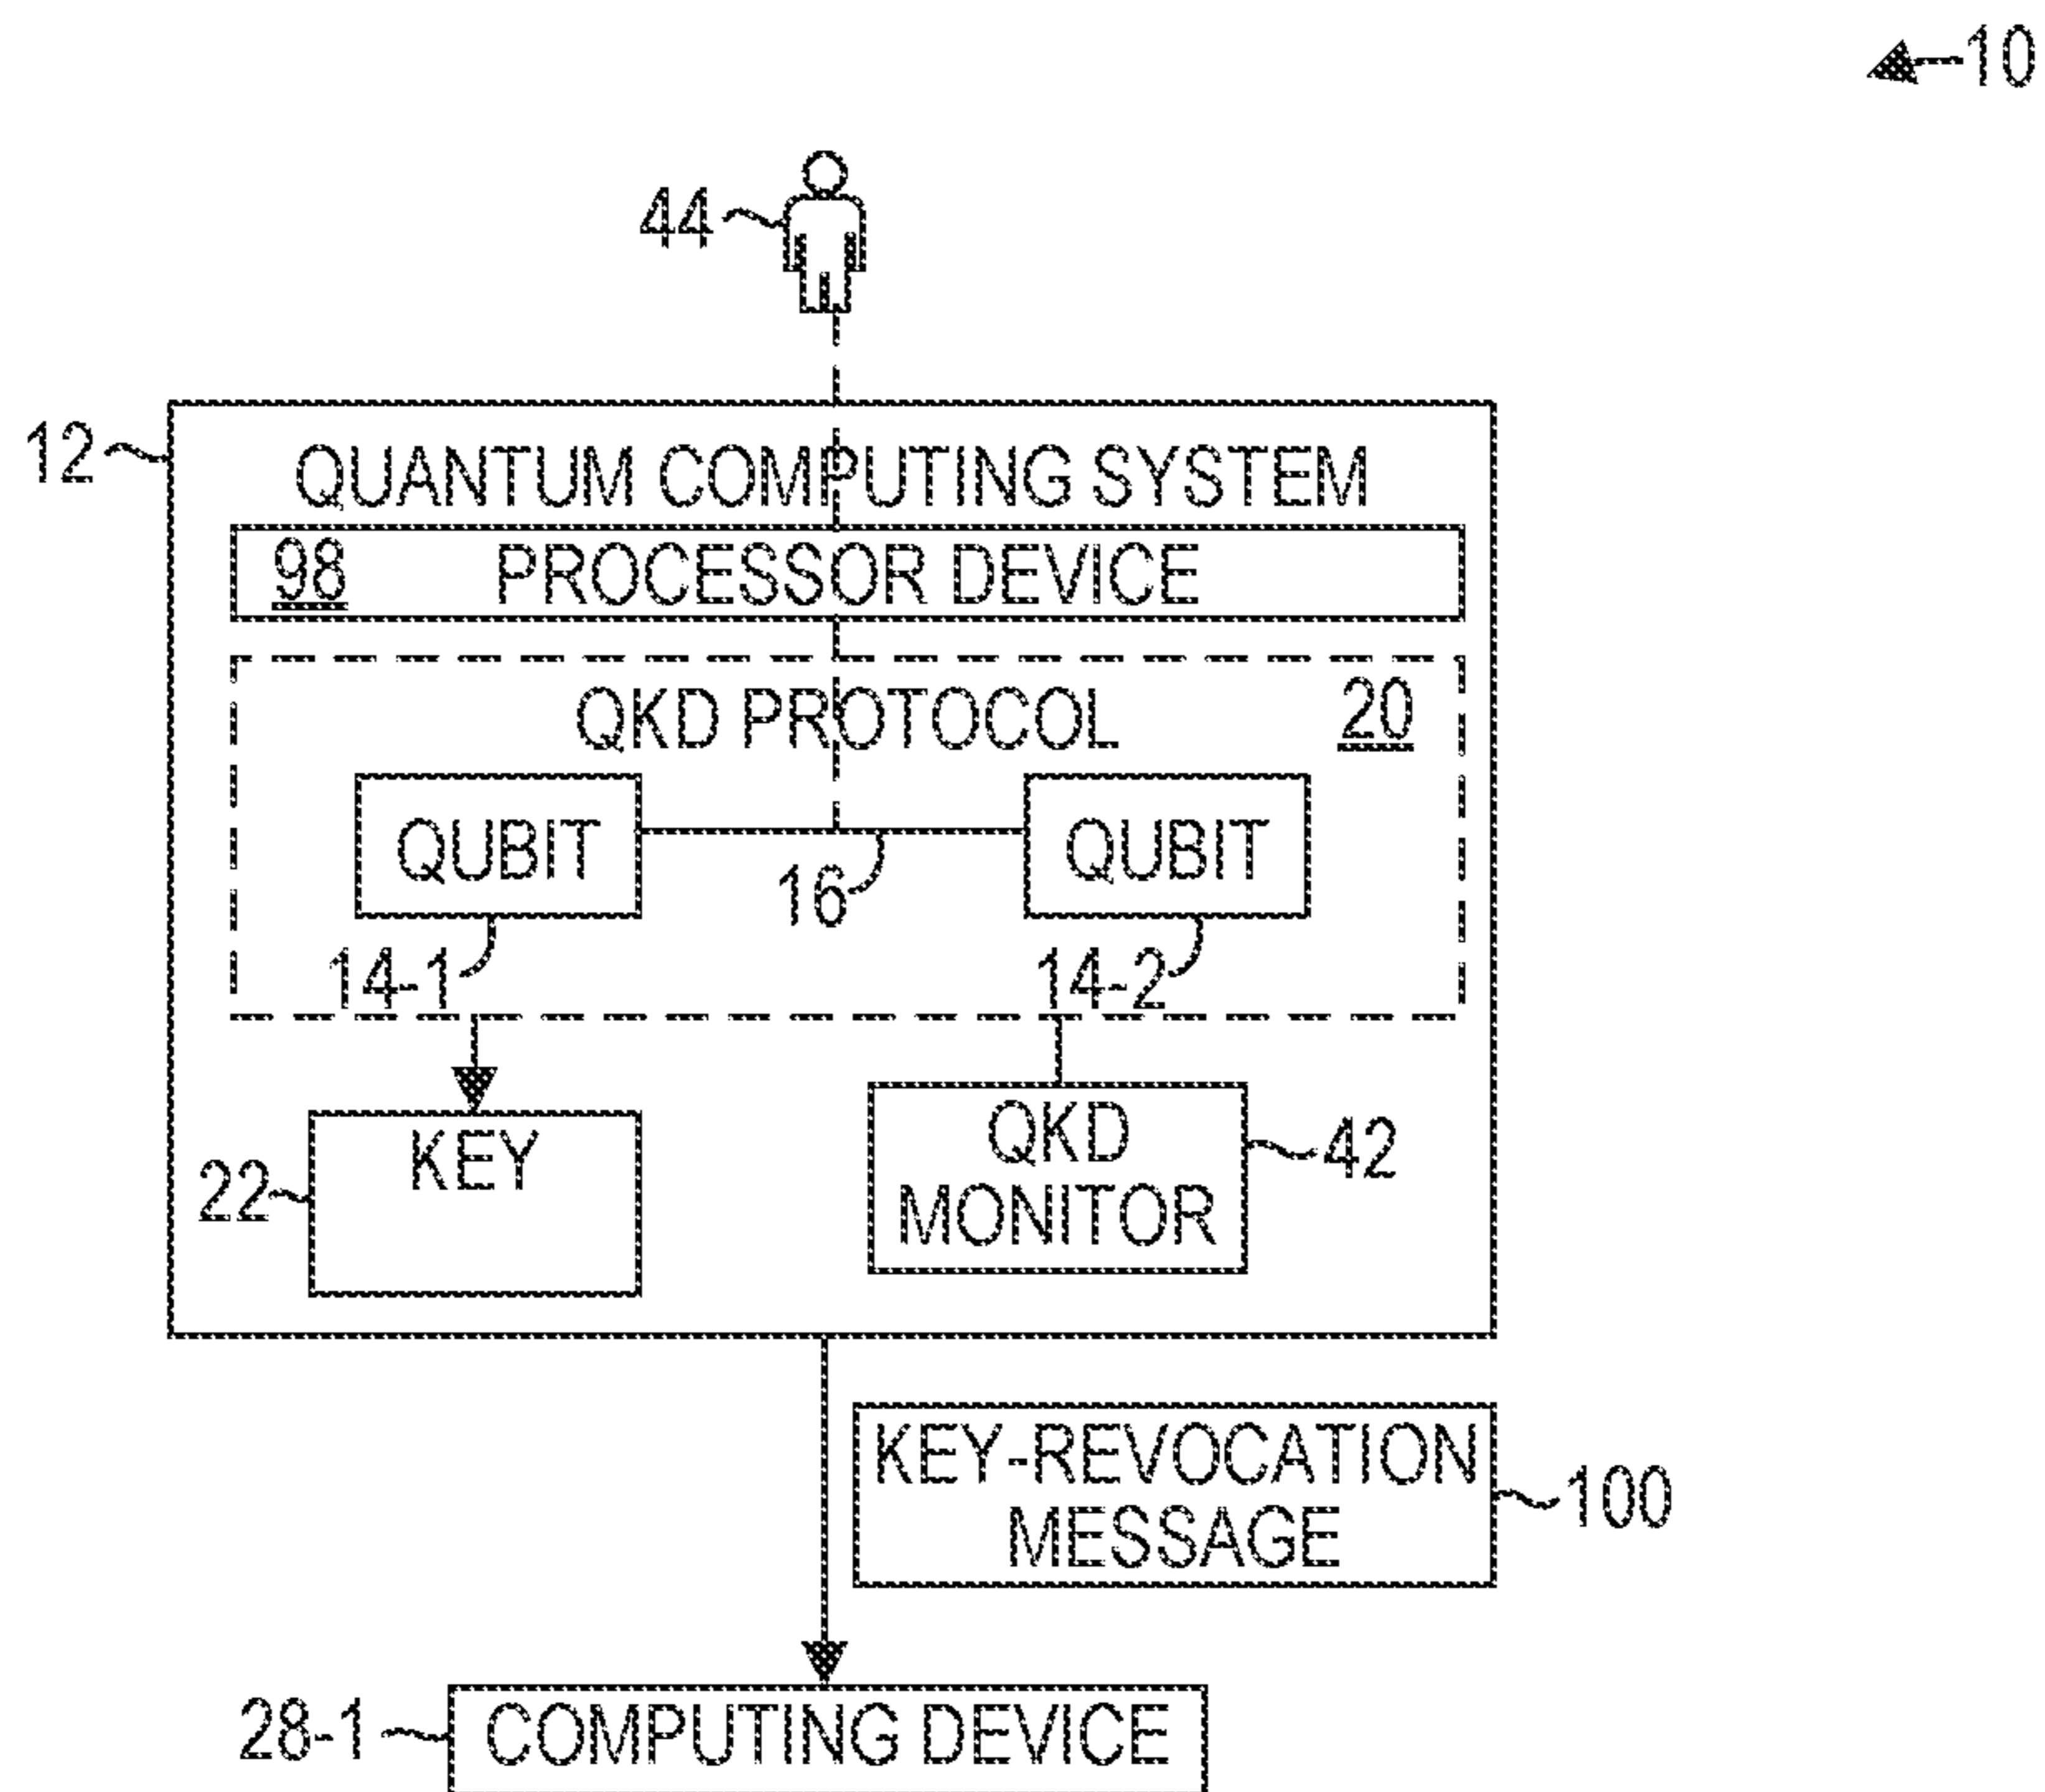 10
44
12
QUANTUM COMPUTING SYSTEM
98 PROCESSOR DEVICE
QKD PROTOCOL 20
QUBIT QUBIT
16
14-1 14-2
KEY
22
QKD
MONITOR
42
KEY-REVOCATION
MESSAGE
100
28-1
COMPUTING DEVICE